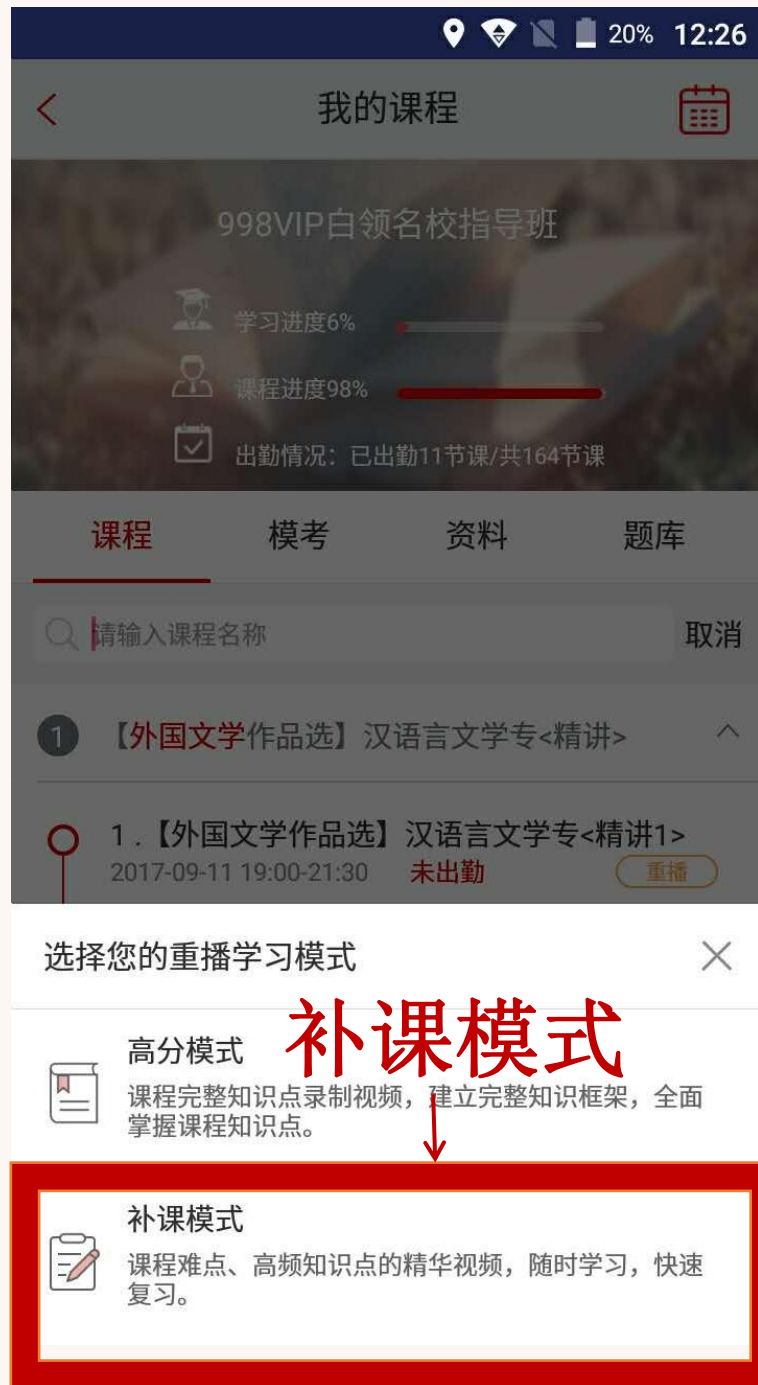 20% 12:26
我的课程
998VIP白领名校指导班
学习进度6%
课程进度98%
出勤情况：已出勤11节课/共164节课
课程 模考 资料 题库
请输入课程名称 取消
1 【外国文学作品选】汉语言文学专<精讲>
1 .【外国文学作品选】汉语言文学专<精讲1>
2017-09-11 19:00-21:30 未出勤 重播
选择您的重播学习模式
补课模式
高分模式
课程完整知识点录制视频，建立完整知识框架，全面
掌握课程知识点。
补课模式
课程难点、高频知识点的精华视频，随时学习，快速
复习。